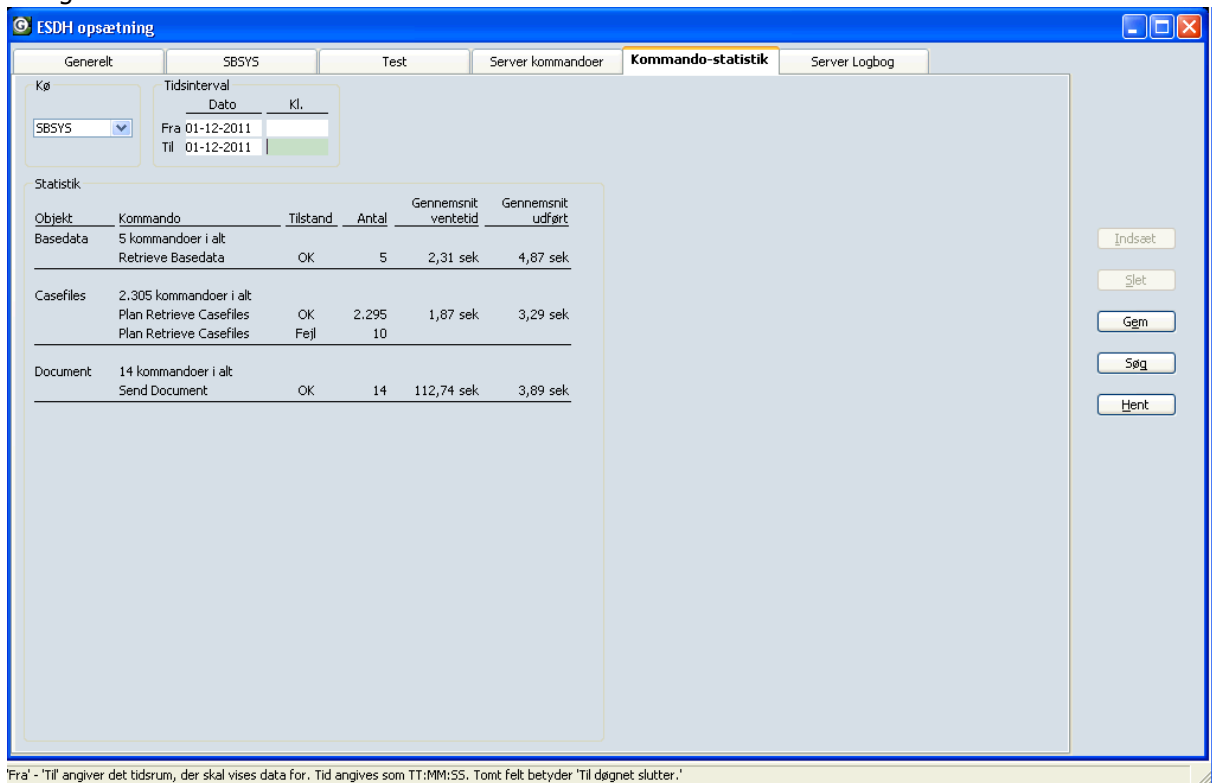 ESDH opsætning
Generelt SBSYS Test Server kommandoer Kommando-statistik Server Logbog
Kø Tidsinterval
Dato Kl.
SBSYS Fra 01-12-2011
Til 01-12-2011
Statistik
Gennemsnit Gennemsnit
Objekt Kommando Tilstand Antal ventetid udført
Basedata 5 kommandoer i alt
Retrieve Basedata OK 5 2,31 sek 4,87 sek
Casefiles 2.305 kommandoer i alt
Plan Retrieve Casefiles OK 2.295 1,87 sek 3,29 sek
Plan Retrieve Casefiles Fejl 10
Document 14 kommandoer i alt
Send Document OK 14 112,74 sek 3,89 sek
Indsæt
Slet
Gem
Søg
Hent
'Fra' - 'Til' angiver det tidsrum, der skal vises data for. Tid angives som TT:MM:SS. Tomt felt betyder 'Til døgnet slutter.'